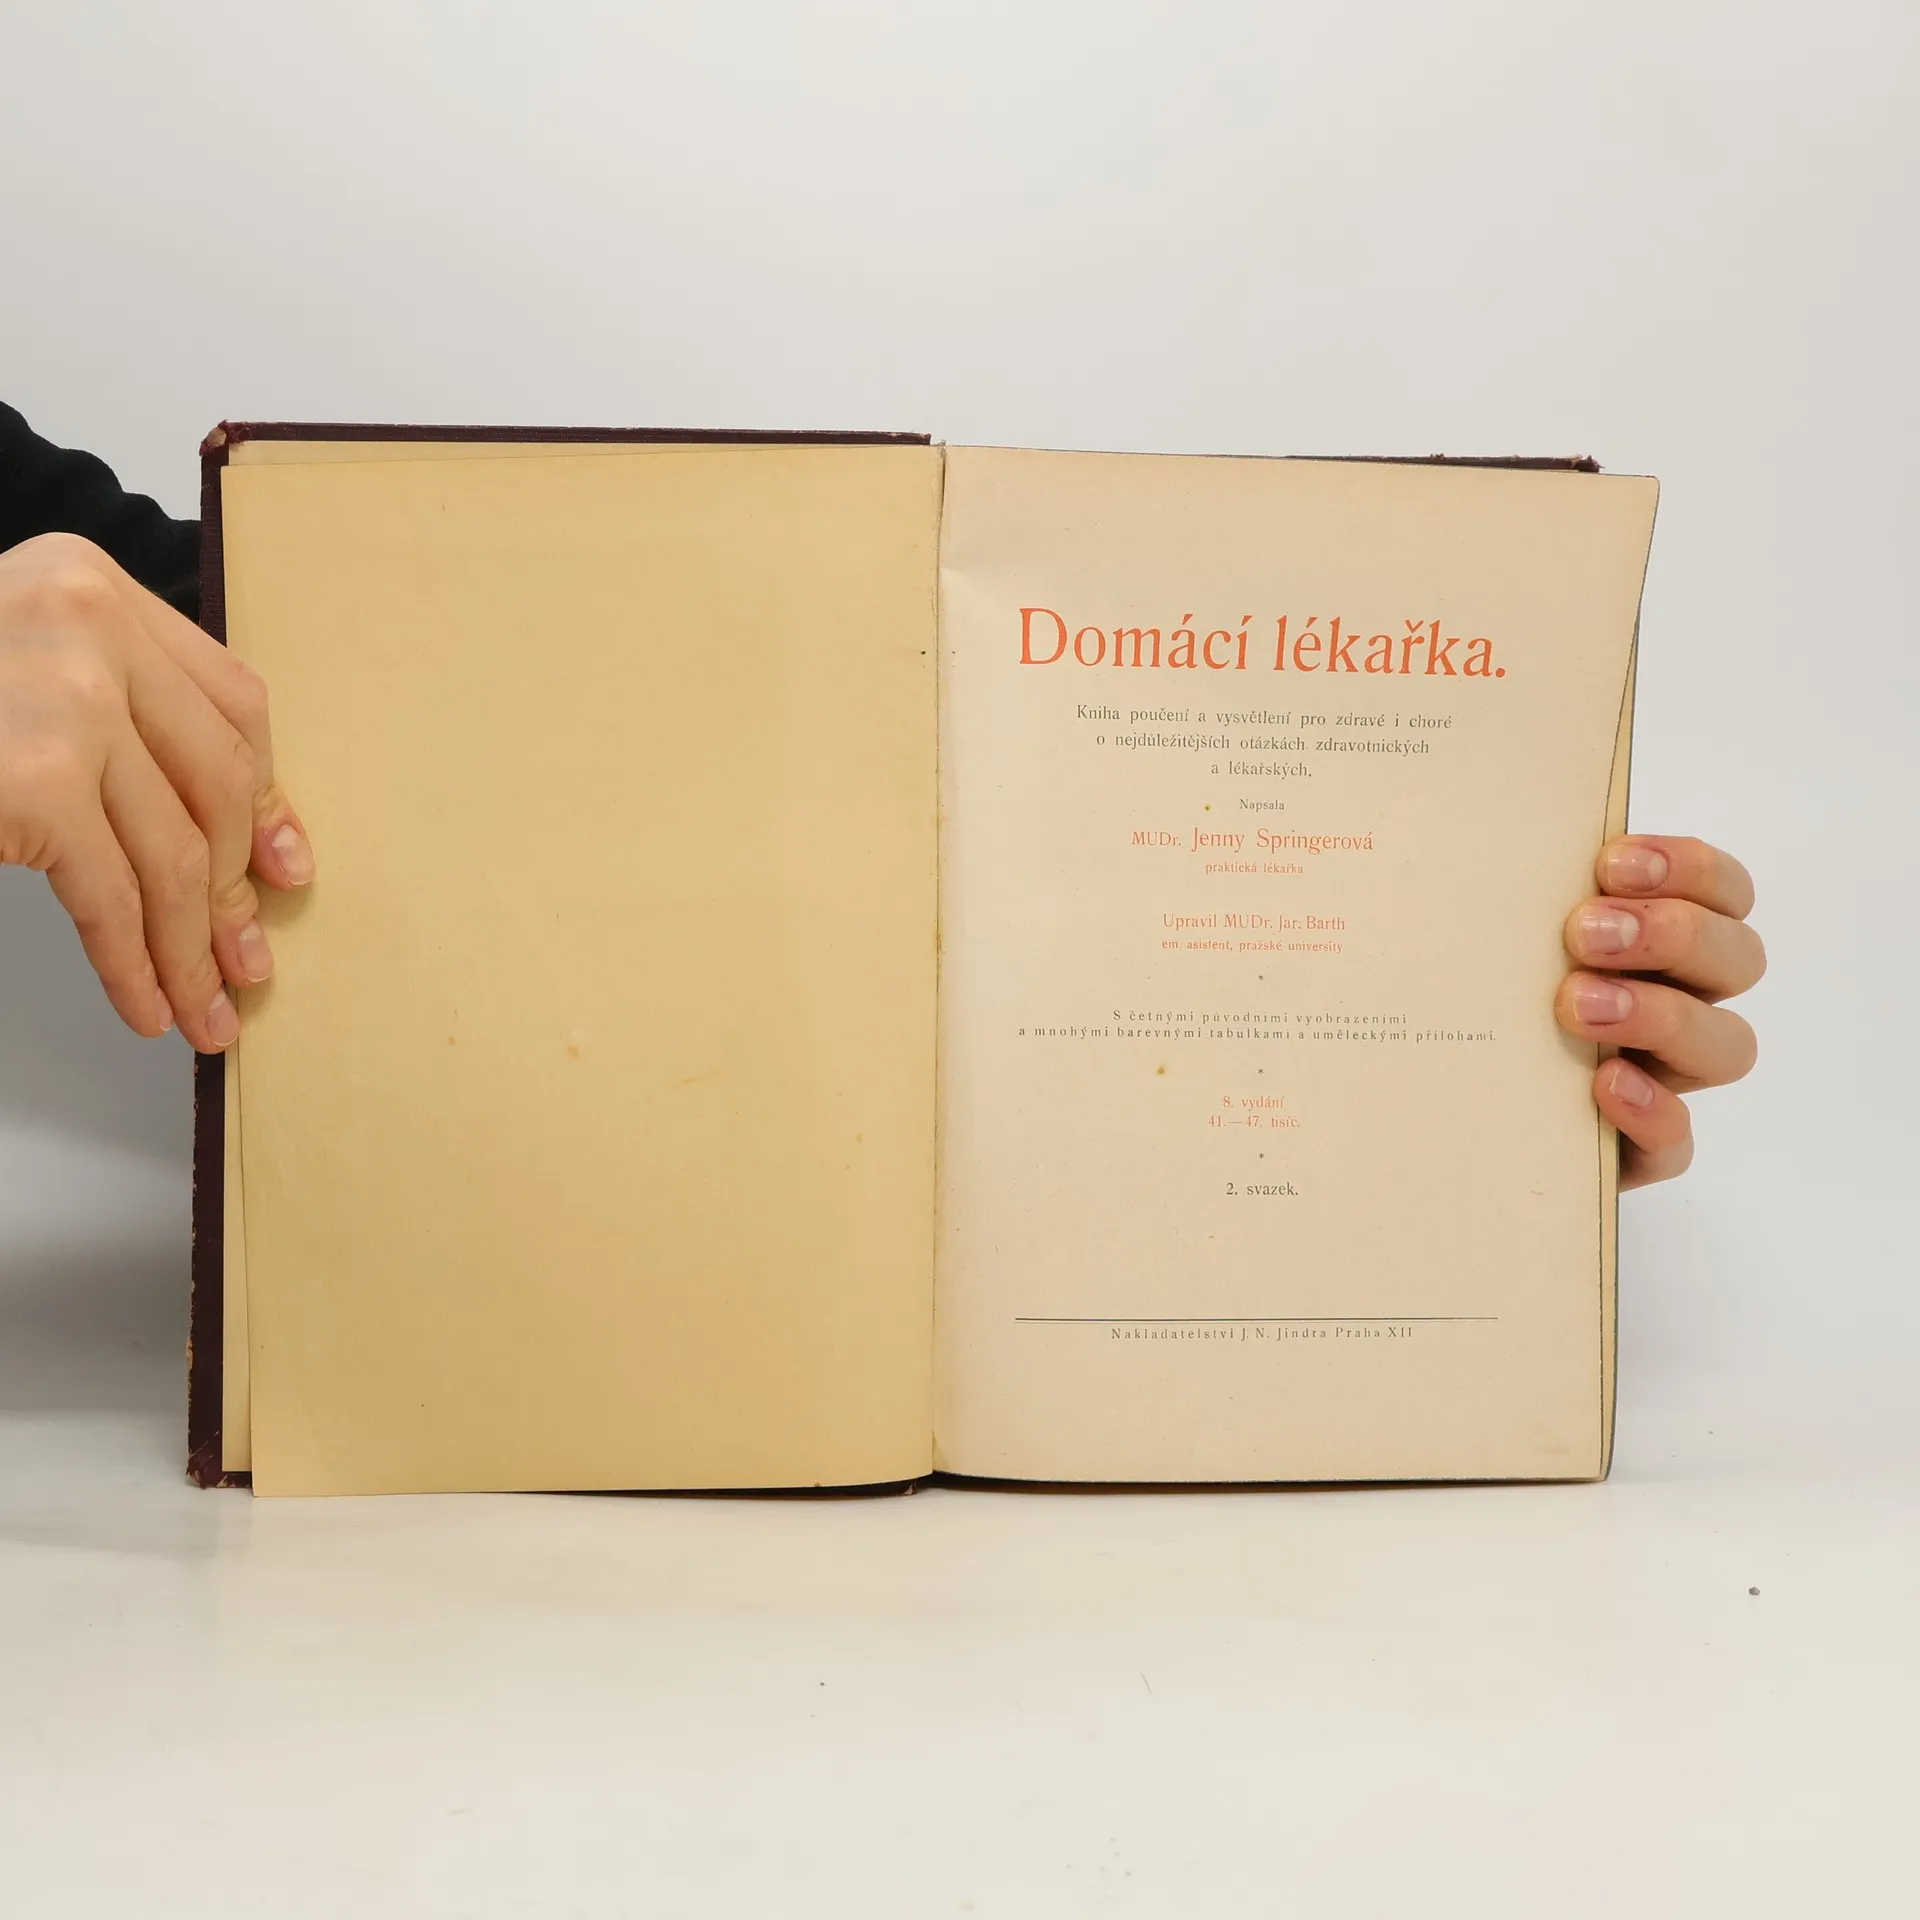 Domácí lékařka.
Kniha poučení a vysvětlení pro zdravé i choré
o nejdůležitějších otázkách zdravotnických
a lékařských.
Napsala
MUDr. Jenny Springerová
praktická lékařka
Upravil MUDr. Jar. Barth
em. asistent, pražské university
*
S četnými původními vyobrazeními
a mnohými barevnými tabulkami a uměleckými přílohami.
*
8. vydání
41.—47. tisíc.
*
2. svazek.
Nakladatelství J. N. Jindra Praha XII